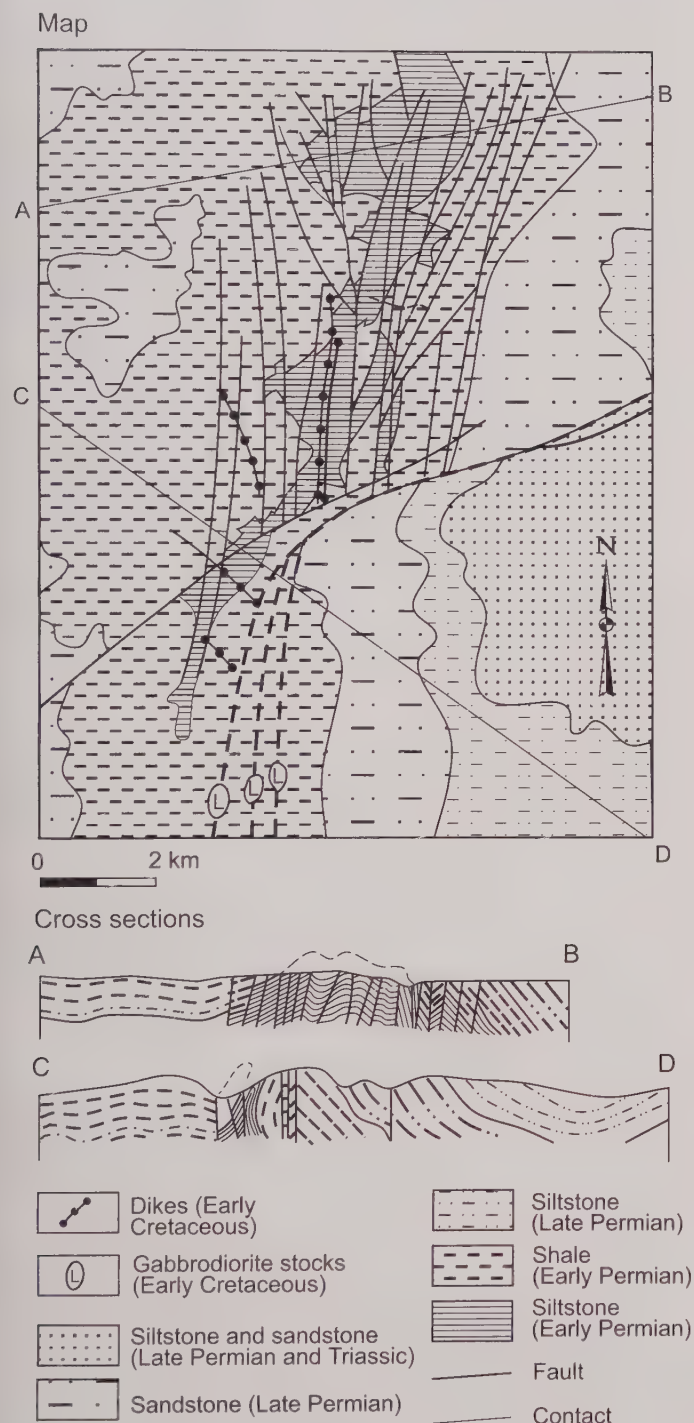 Map
B
A
C
N
L
L
L
D
0 2 km
Cross sections
A B
C D
Dikes (Early
Cretaceous)
L
Gabbrodiorite stocks
(Early Cretaceous)
Siltstone and sandstone
(Late Permian and Triassic)
Sandstone (Late Permian)
Siltstone
(Late Permian)
Shale
(Early Permian)
Siltstone
(Early Permian)
Fault
Contact